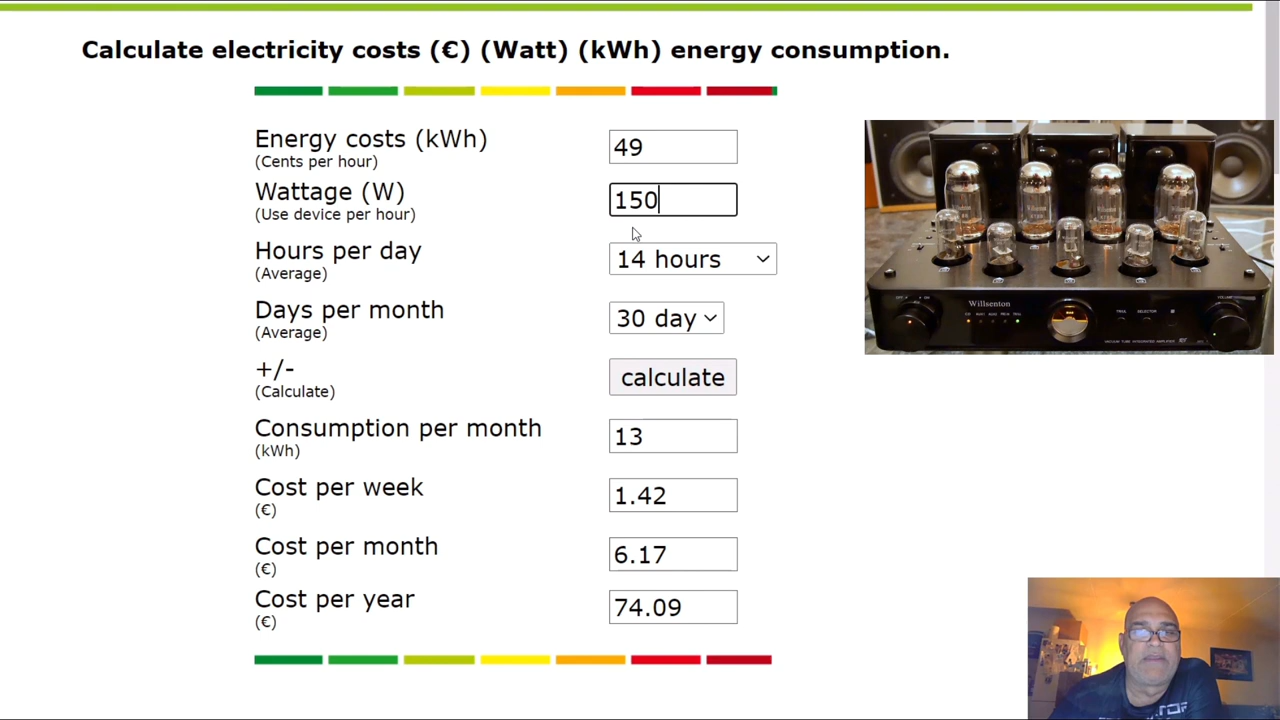 Calculate electricity costs (€) (Watt) (kWh) energy consumption.
Energy costs (kWh)
49
(Cents per hour)
Wattage (W)
150
(Use device per hour)
Hours per day
14 hours
(Average)
Days per month
30 day
(Average)
+/-
calculate
(Calculate)
Consumption per month
13
(kWh)
Cost per week
1.42
(€)
Cost per month
6.17
(€)
Cost per year
74.09
(€)
Willsenton